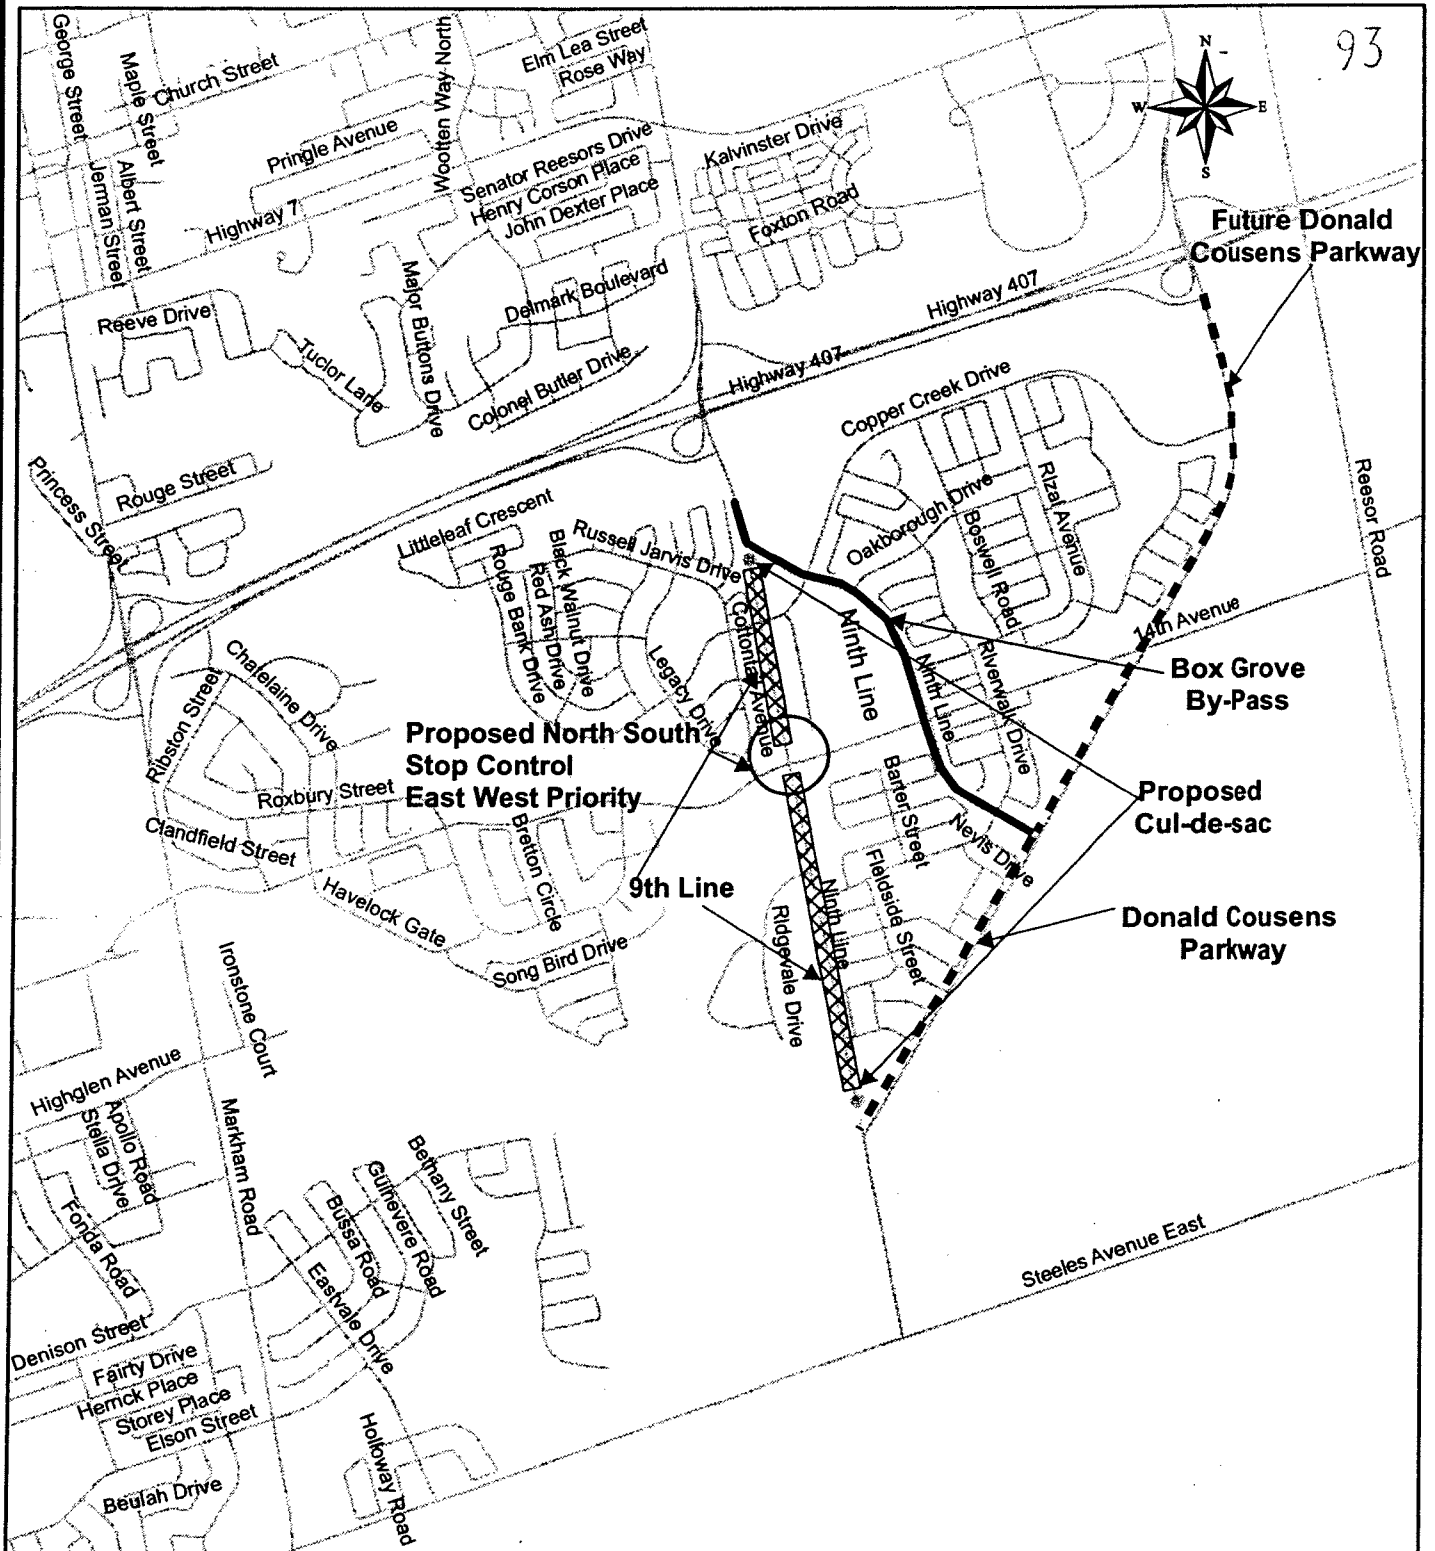 93
N
W
E
S
George Street
Maple Street
Church Street
Wootten Way North
Elm Lea Street
Rose Way
Pringle Avenue
Albert Street
Jerman Street
Highway 7
Senator Reesors Drive
Henry Corson Place
John Dexter Place
Kalvinster Drive
Foxton Road
Future Donald
Cousens Parkway
Reeve Drive
Major Buttons Drive
Delmark Boulevard
Highway 407
Tuclor Lane
Colonel Butler Drive
Highway 407
Copper Creek Drive
Princess Street
Rouge Street
Littleleaf Crescent
Russell Jarvis Drive
Black Walnut Drive
Red Ash Drive
Rouge Bank Drive
Oakborough Drive
Rizal Avenue
Boswell Road
Reesor Road
14th Avenue
Ninth Line
Ninth Line
Riverwalk Drive
Box Grove
By-Pass
Chatelaine Drive
Ribston Street
Legacy Drive
Avenue
Proposed North South
Stop Control
East West Priority
Roxbury Street
Clandfield Street
Bretton Circle
Barter Street
Nevis Drive
Proposed
Cul-de-sac
9th Line
Havelock Gate
Ninth Line
Fieldside Street
Donald Cousens
Parkway
Song Bird Drive
Ridgevale Drive
Ironstone Court
Highglen Avenue
Apollo Road
Stella Drive
Markham Road
Fonda Road
Bethany Street
Guinevere Road
Bussa Road
Eastvale Drive
Steeles Avenue East
Denison Street
Fairty Drive
Herrick Place
Storey Place
Elson Street
Holloway Road
Beulah Drive